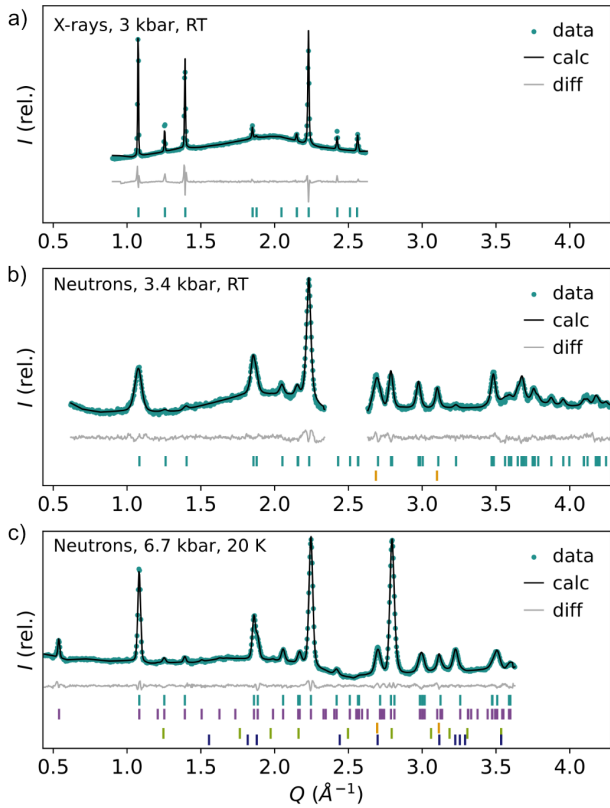 a)
X-rays, 3 kbar, RT
data
calc
diff
I (rel.)
0.5 1.0 1.5 2.0 2.5 3.0 3.5 4.0
b)
Neutrons, 3.4 kbar, RT
data
calc
diff
I (rel.)
0.5 1.0 1.5 2.0 2.5 3.0 3.5 4.0
c)
Neutrons, 6.7 kbar, 20 K
data
calc
diff
I (rel.)
0.5 1.0 1.5 2.0 2.5 3.0 3.5 4.0
Q (Å⁻¹)